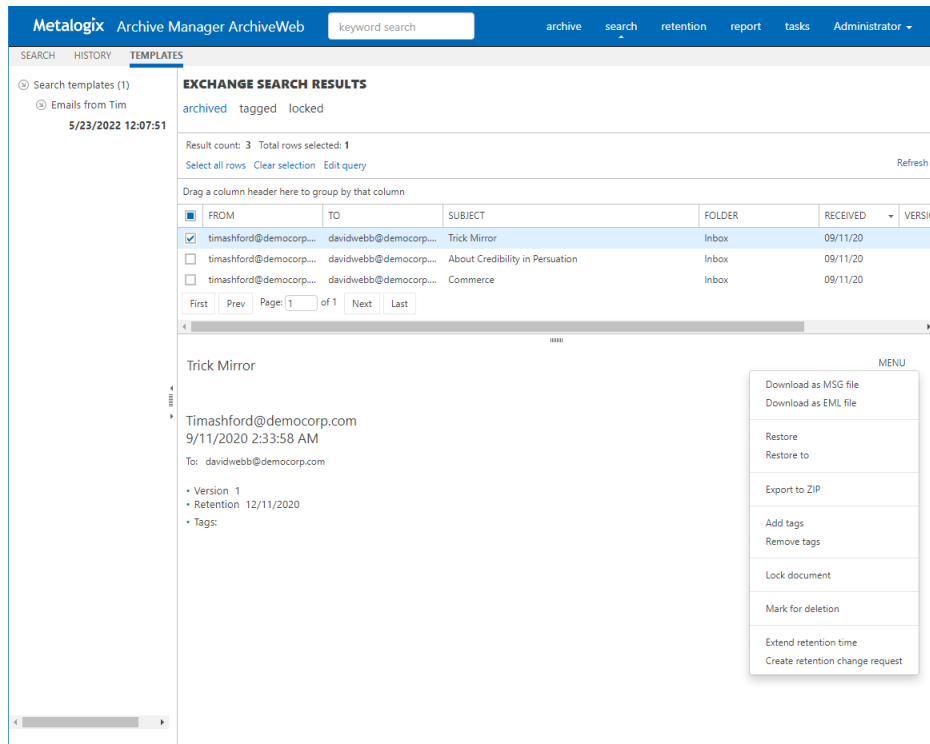 Metalogix Archive Manager ArchiveWeb keyword search archive search retention report tasks Administrator
SEARCH HISTORY TEMPLATES
Search templates (1)
Emails from Tim
5/23/2022 12:07:51
EXCHANGE SEARCH RESULTS
archived tagged locked
Result count: 3 Total rows selected: 1
Select all rows Clear selection Edit query Refresh
Drag a column header here to group by that column
FROM TO SUBJECT FOLDER RECEIVED VERSI
timashford@democorp.... davidwebb@democorp.... Trick Mirror Inbox 09/11/20
timashford@democorp.... davidwebb@democorp.... About Credibility in Persuation Inbox 09/11/20
timashford@democorp.... davidwebb@democorp.... Commerce Inbox 09/11/20
First Prev Page: 1 of 1 Next Last
Trick Mirror
MENU
Timashford@democorp.com
9/11/2020 2:33:58 AM
To: davidwebb@democorp.com
• Version 1
• Retention 12/11/2020
• Tags:
Download as MSG file
Download as EML file
Restore
Restore to
Export to ZIP
Add tags
Remove tags
Lock document
Mark for deletion
Extend retention time
Create retention change request